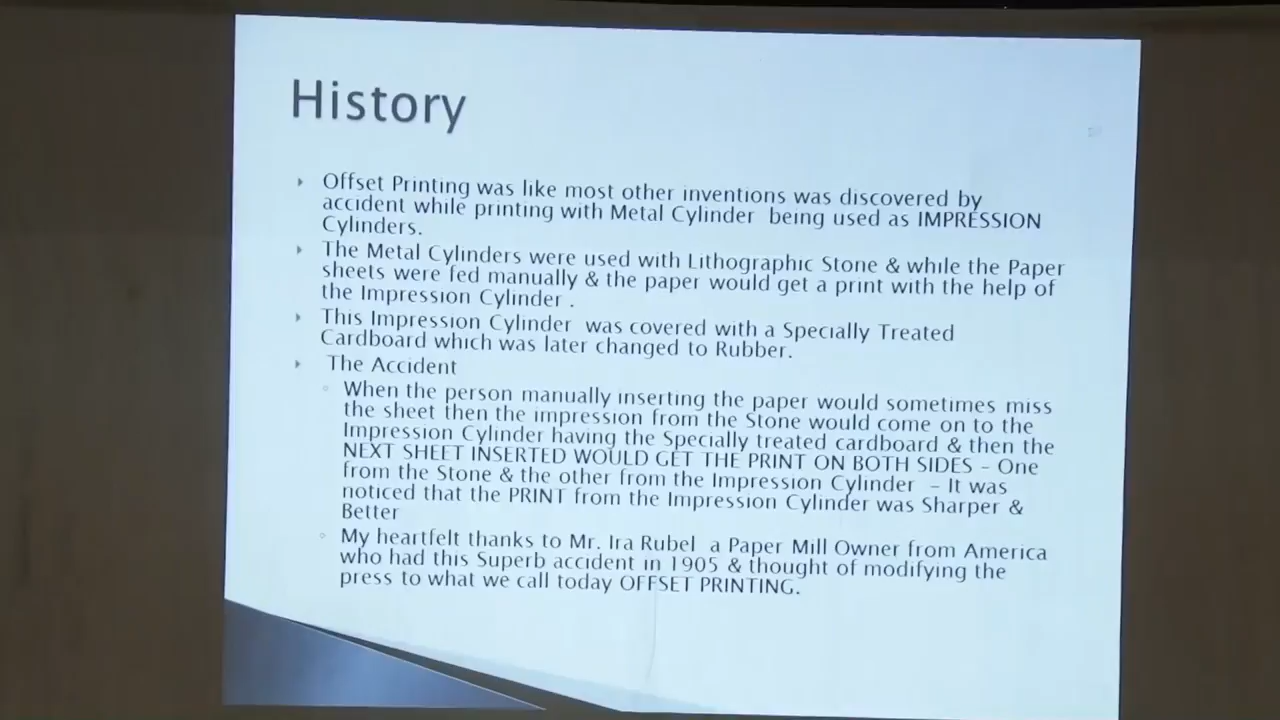 History
Offset Printing was like most other inventions was discovered by
accident while printing with Metal Cylinder being used as IMPRESSION
Cylinders.
The Metal Cylinders were used with Lithographic Stone & while the Paper
sheets were fed manually & the paper would get a print with the help of
the Impression Cylinder .
This Impression Cylinder was covered with a Specially Treated
Cardboard which was later changed to Rubber.
The Accident
When the person manually inserting the paper would sometimes miss
the sheet then the impression from the Stone would come on to the
Impression Cylinder having the Specially treated cardboard & then the
NEXT SHEET INSERTED WOULD GET THE PRINT ON BOTH SIDES – One
from the Stone & the other from the Impression Cylinder – It was
noticed that the PRINT from the Impression Cylinder was Sharper &
Better
My heartfelt thanks to Mr. Ira Rubel a Paper Mill Owner from America
who had this Superb accident in 1905 & thought of modifying the
press to what we call today OFFSET PRINTING.